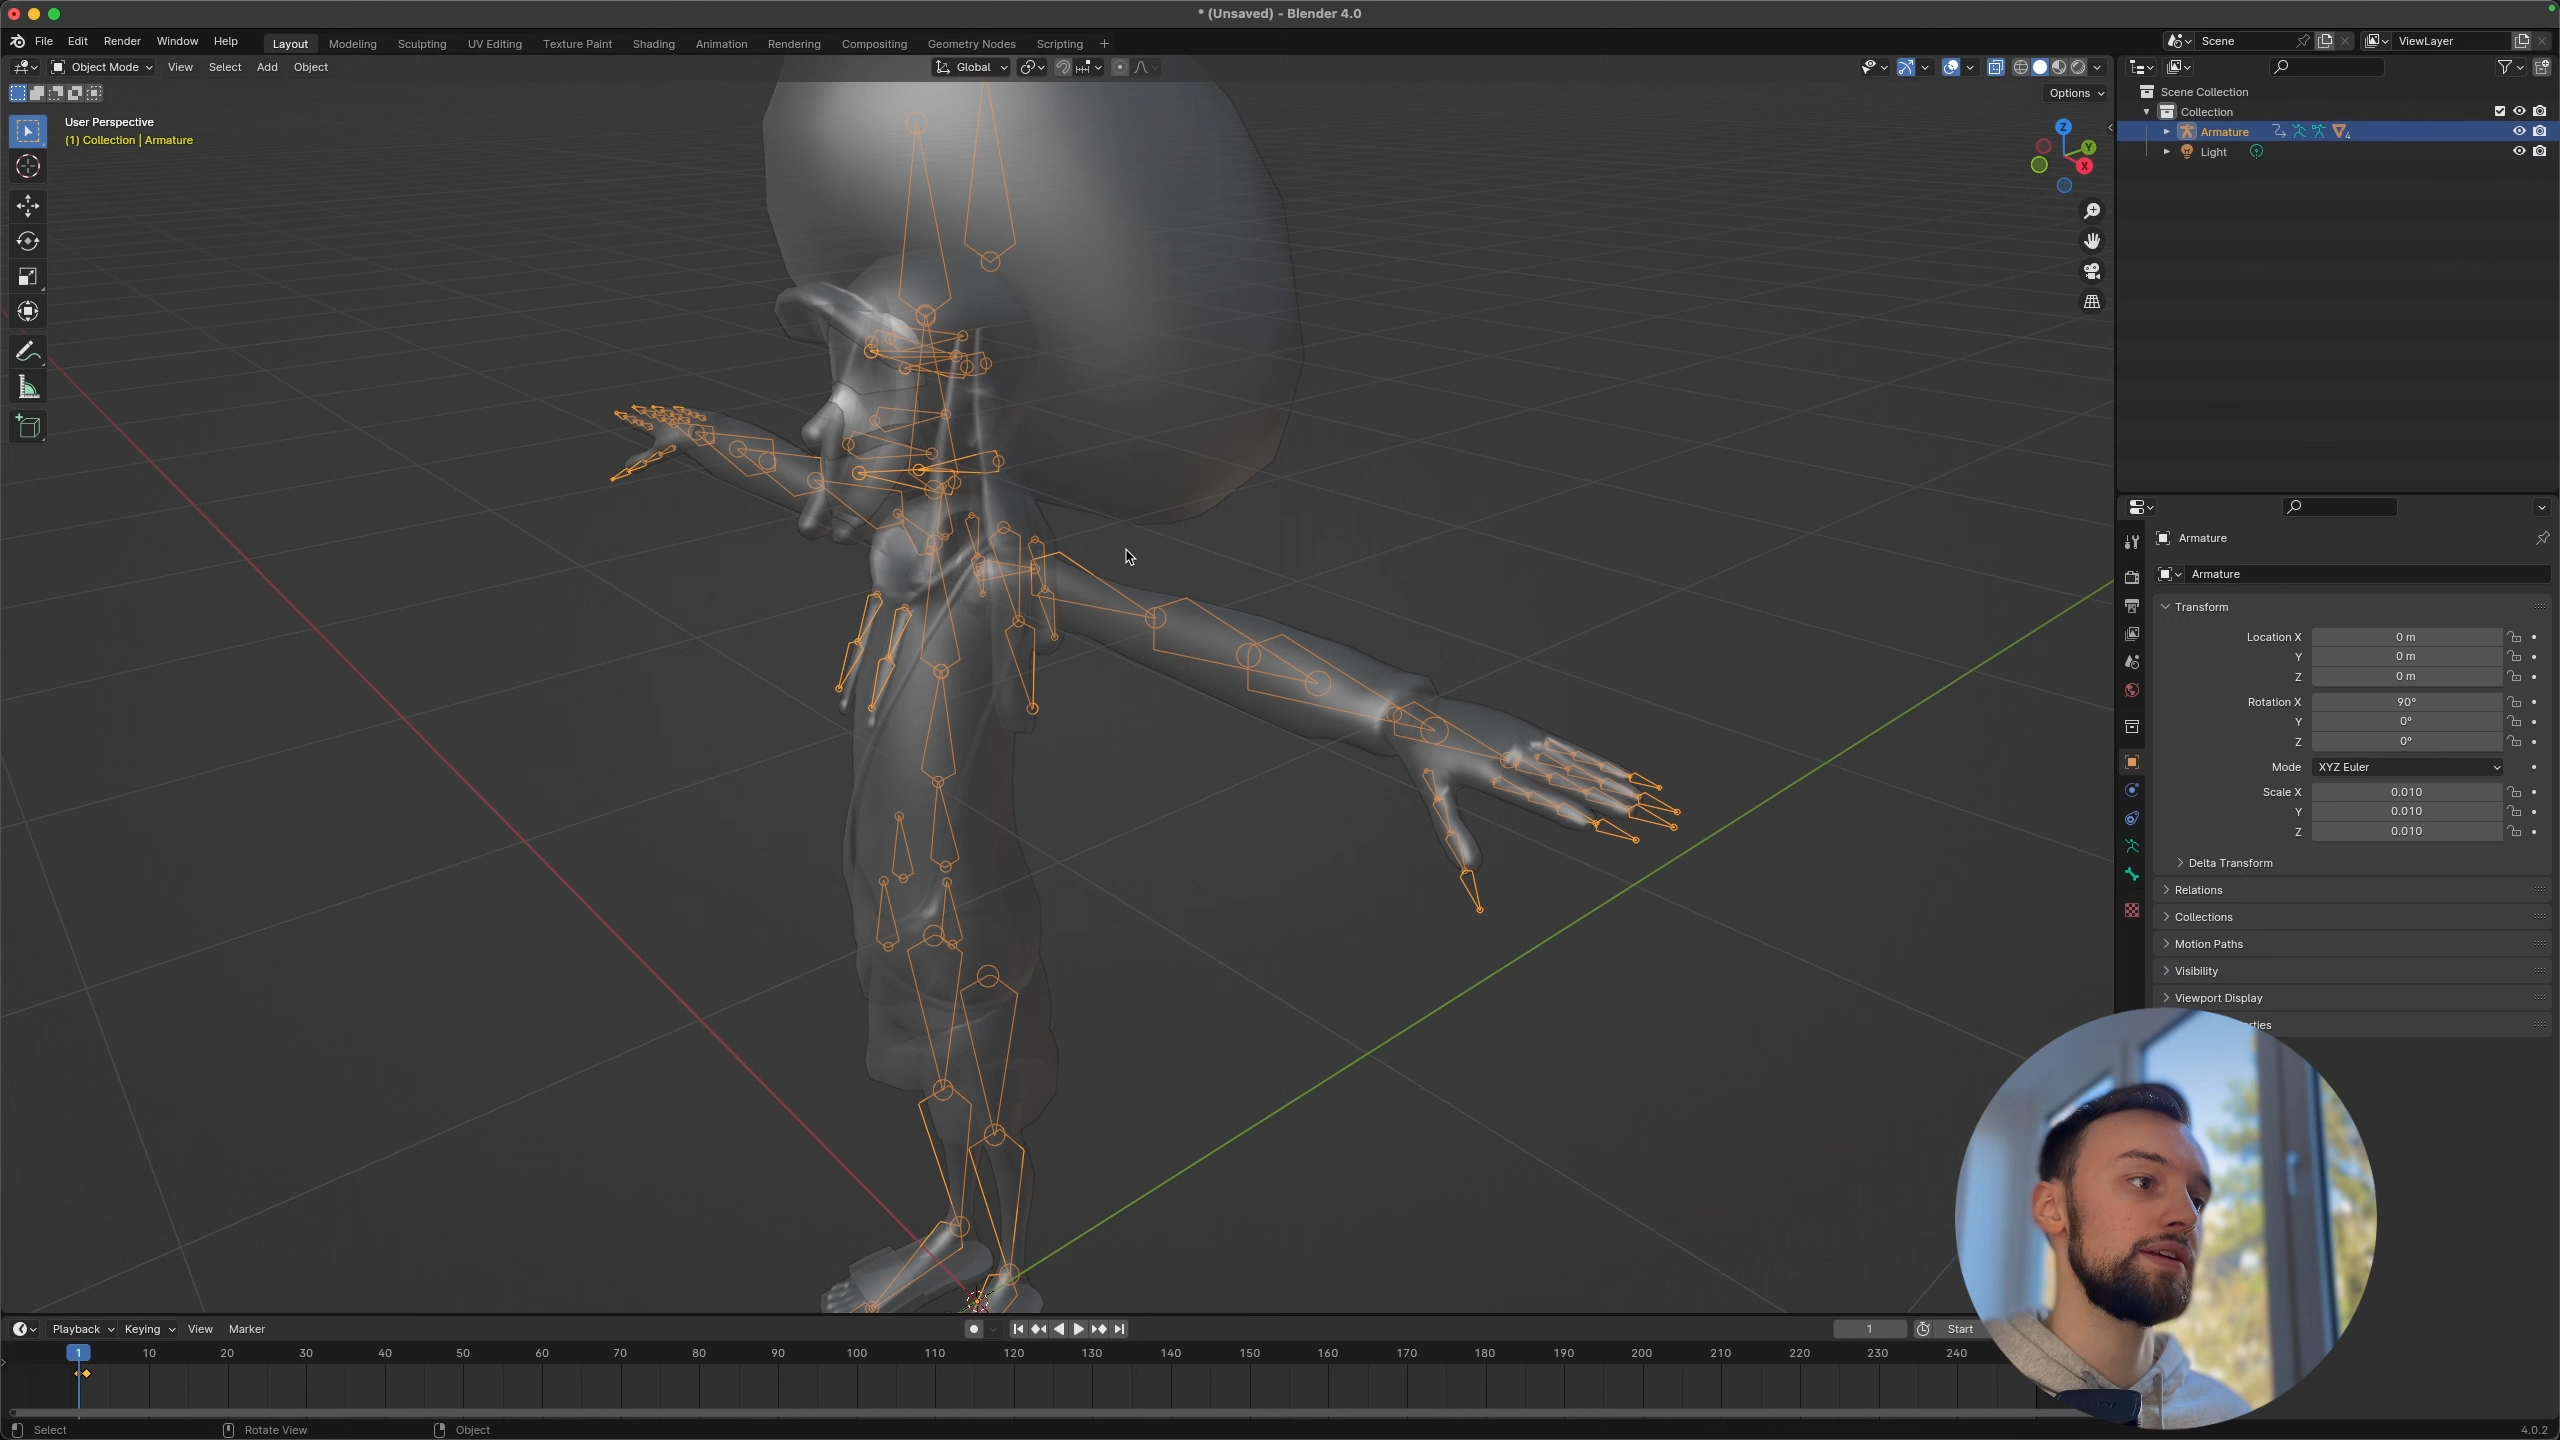 * (Unsaved) - Blender 4.0
File Edit Render Window Help Layout Modeling Sculpting UV Editing Texture Paint Shading Animation Rendering Compositing Geometry Nodes Scripting + Scene ViewLayer
Object Mode View Select Add Object Global
Options
User Perspective
(1) Collection | Armature
Z
Y
X
Scene Collection
Collection
Armature 4
Light
Armature
Armature
Transform
Location X 0 m
Y 0 m
Z 0 m
Rotation X 90°
Y 0°
Z 0°
Mode XYZ Euler
Scale X 0.010
Y 0.010
Z 0.010
Delta Transform
Relations
Collections
Motion Paths
Visibility
Viewport Display
rties
Playback Keying View Marker 1 Start
1 10 20 30 40 50 60 70 80 90 100 110 120 130 140 150 160 170 180 190 200 210 220 230 240
Select Rotate View Object 4.0.2